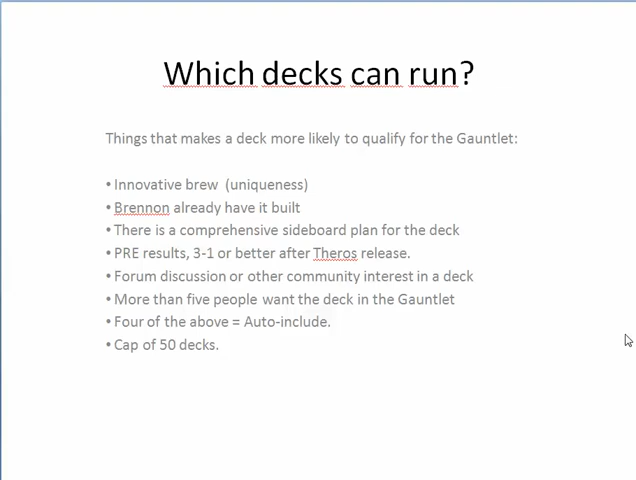 Which decks can run?
Things that makes a deck more likely to qualify for the Gauntlet:
• Innovative brew  (uniqueness)
• Brennon already have it built
• There is a comprehensive sideboard plan for the deck
• PRE results, 3-1 or better after Theros release.
• Forum discussion or other community interest in a deck
• More than five people want the deck in the Gauntlet
• Four of the above = Auto-include.
• Cap of 50 decks.